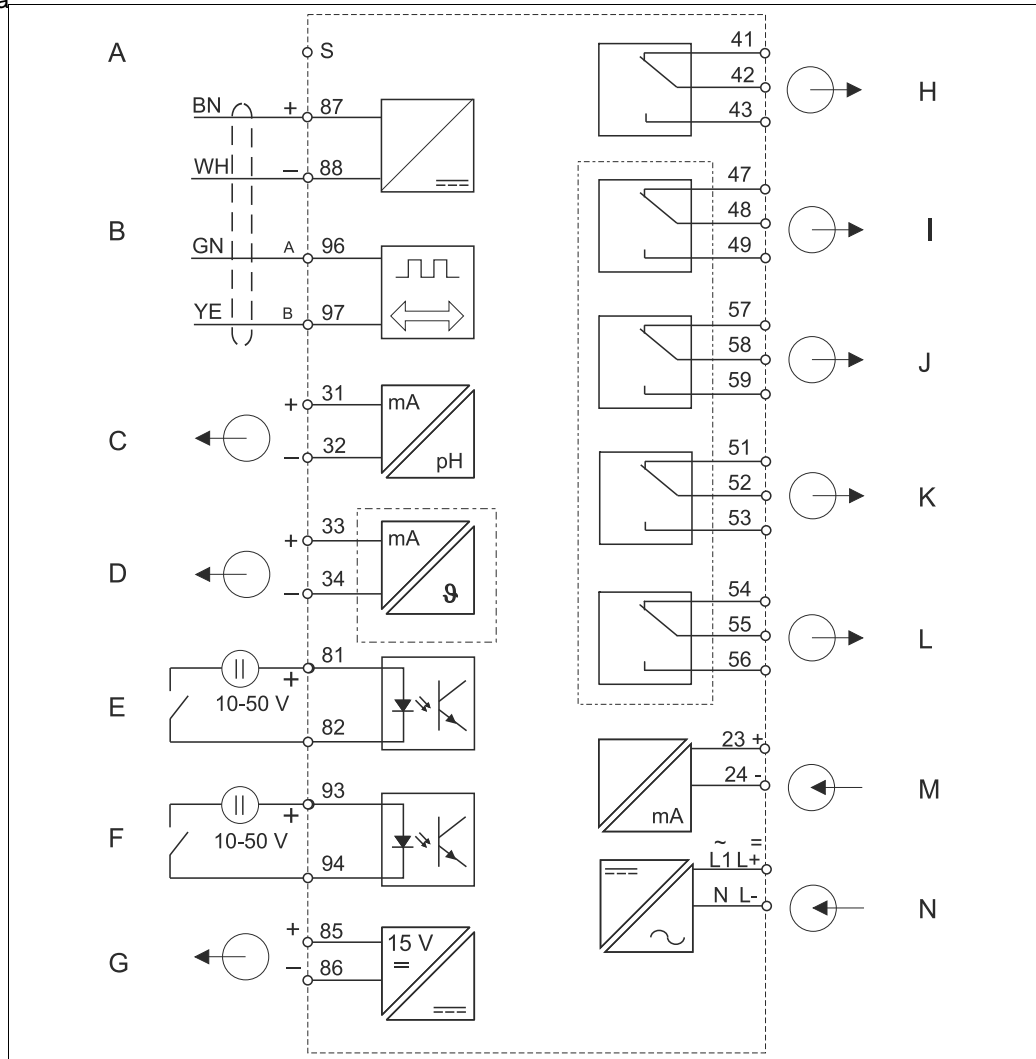 A
S
BN
+
87
WH
–
88
B
GN
A
96
YE
B
97
C
+
31
mA
–
32
pH
D
+
33
mA
–
34
ϑ
E
10-50 V
+
81
82
F
10-50 V
+
93
94
G
+
85
15 V
=
–
86
41
42
43
H
47
48
49
I
57
58
59
J
51
52
53
K
54
55
56
L
23 +
24 -
mA
M
~ =
L1 L+
N L-
N